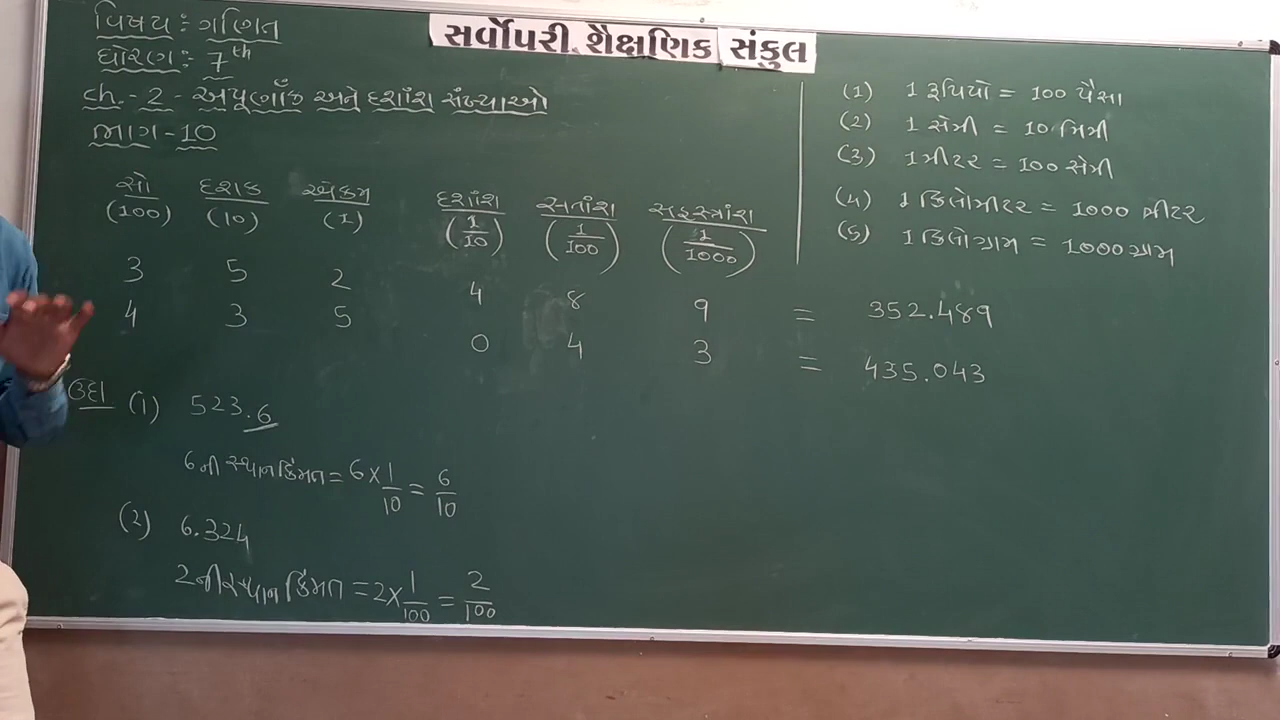 સર્વોપરી શૈક્ષણિક સંકુલ
વિષય : ગણિત
ધોરણ : 7th
ch. - 2 - અપૂર્ણાંક અને દશાંશ સંખ્યાઓ
ભાગ - 10
સો દશક એકમ દશાંશ સતાંશ સહસ્ત્રાંશ
(100) (10) (1) (1/10) (1/100) (1/1000)
3 5 2 4 8 9 = 352.489
4 3 5 0 4 3 = 435.043
ઉદા (1) 523.6
6 ની સ્થાન કિંમત = 6 × 1/10 = 6/10
(2) 6.324
2 ની સ્થાન કિંમત = 2 × 1/100 = 2/100
(1) 1 રૂપિયો = 100 પૈસા
(2) 1 સેમી = 10 મિમી
(3) 1 મીટર = 100 સેમી
(4) 1 કિલોમીટર = 1000 મીટર
(5) 1 કિલોગ્રામ = 1000 ગ્રામ